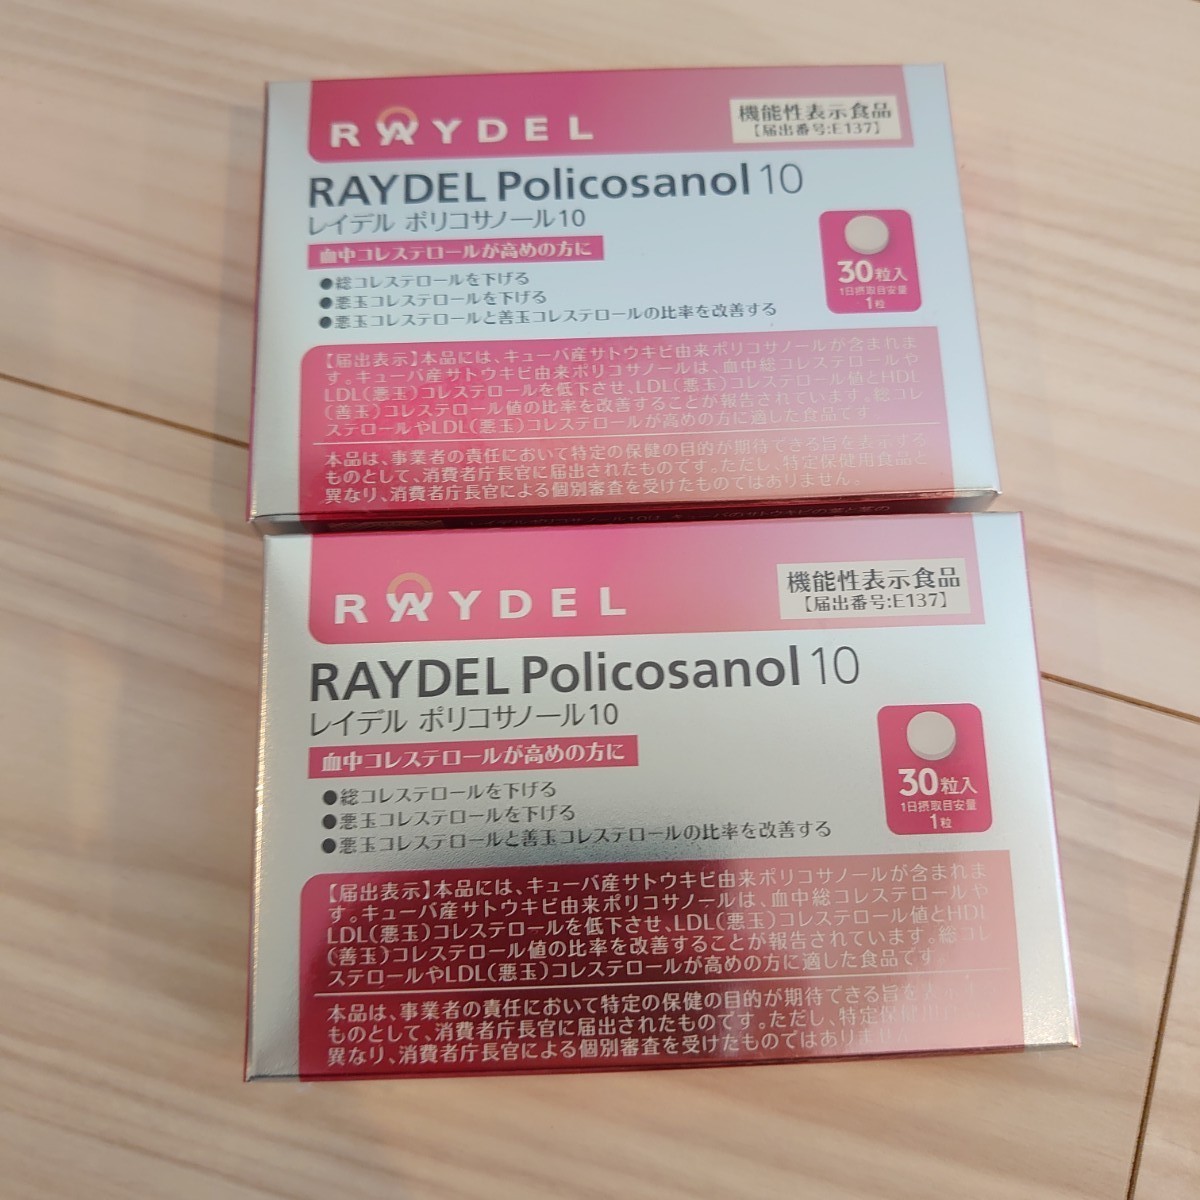 RAYDEL
機能性表示食品
【届出番号:E137】
RAYDEL Policosanol 10
レイデル ポリコサノール10
血中コレステロールが高めの方に
●総コレステロールを下げる
●悪玉コレステロールを下げる
●悪玉コレステロールと善玉コレステロールの比率を改善する
30粒入
1日摂取目安量
1粒
【届出表示】本品には、キューバ産サトウキビ由来ポリコサノールが含まれま
す。キューバ産サトウキビ由来ポリコサノールは、血中総コレステロールや
LDL(悪玉)コレステロールを低下させ、LDL(悪玉)コレステロール値とHDL
(善玉)コレステロール値の比率を改善することが報告されています。総コレ
ステロールやLDL(悪玉)コレステロールが高めの方に適した食品です。
本品は、事業者の責任において特定の保健の目的が期待できる旨を表示する
ものとして、消費者庁長官に届出されたものです。ただし、特定保健用食品と
異なり、消費者庁長官による個別審査を受けたものではありません。
RAYDEL
機能性表示食品
【届出番号:E137】
RAYDEL Policosanol 10
レイデル ポリコサノール10
血中コレステロールが高めの方に
●総コレステロールを下げる
●悪玉コレステロールを下げる
●悪玉コレステロールと善玉コレステロールの比率を改善する
30粒入
1日摂取目安量
1粒
【届出表示】本品には、キューバ産サトウキビ由来ポリコサノールが含まれま
す。キューバ産サトウキビ由来ポリコサノールは、血中総コレステロールや
LDL(悪玉)コレステロールを低下させ、LDL(悪玉)コレステロール値とHDL
(善玉)コレステロール値の比率を改善することが報告されています。総コレ
ステロールやLDL(悪玉)コレステロールが高めの方に適した食品です。
本品は、事業者の責任において特定の保健の目的が期待できる旨を表示する
ものとして、消費者庁長官に届出されたものです。ただし、特定保健用
異なり、消費者庁長官による個別審査を受けたものではありませ